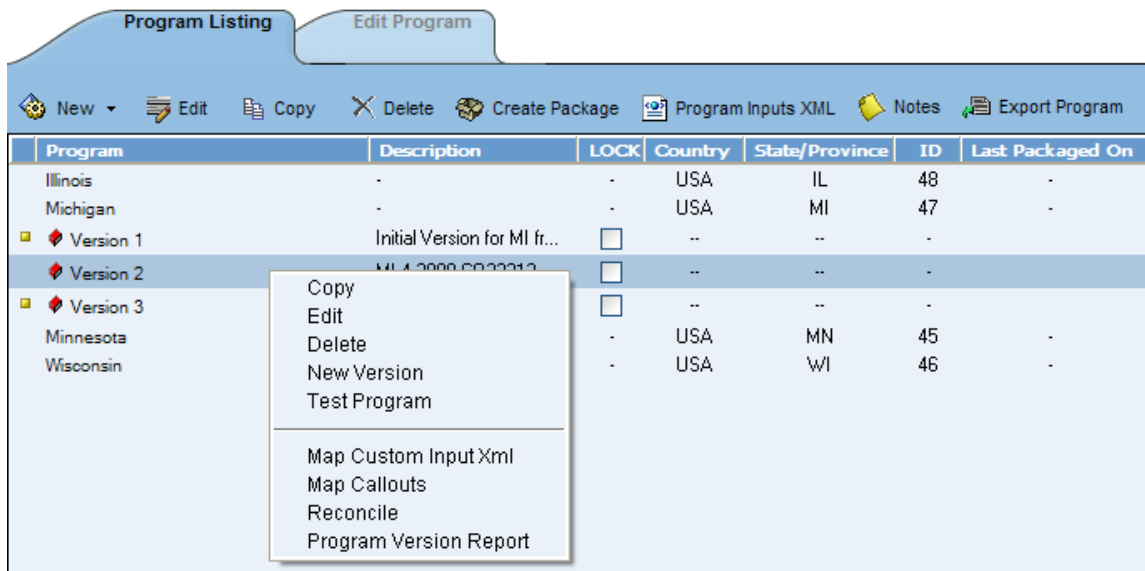 Program Listing Edit Program
New Edit Copy Delete Create Package Program Inputs XML Notes Export Program
Program Description LOCK Country State/Province ID Last Packaged On
Illinois - - USA IL 48 -
Michigan - - USA MI 47 -
Version 1 Initial Version for MI fr... -- -- -
Version 2 -- -- -
Version 3 -- -- -
Minnesota - USA MN 45 -
Wisconsin - USA WI 46 -
Copy
Edit
Delete
New Version
Test Program
Map Custom Input Xml
Map Callouts
Reconcile
Program Version Report